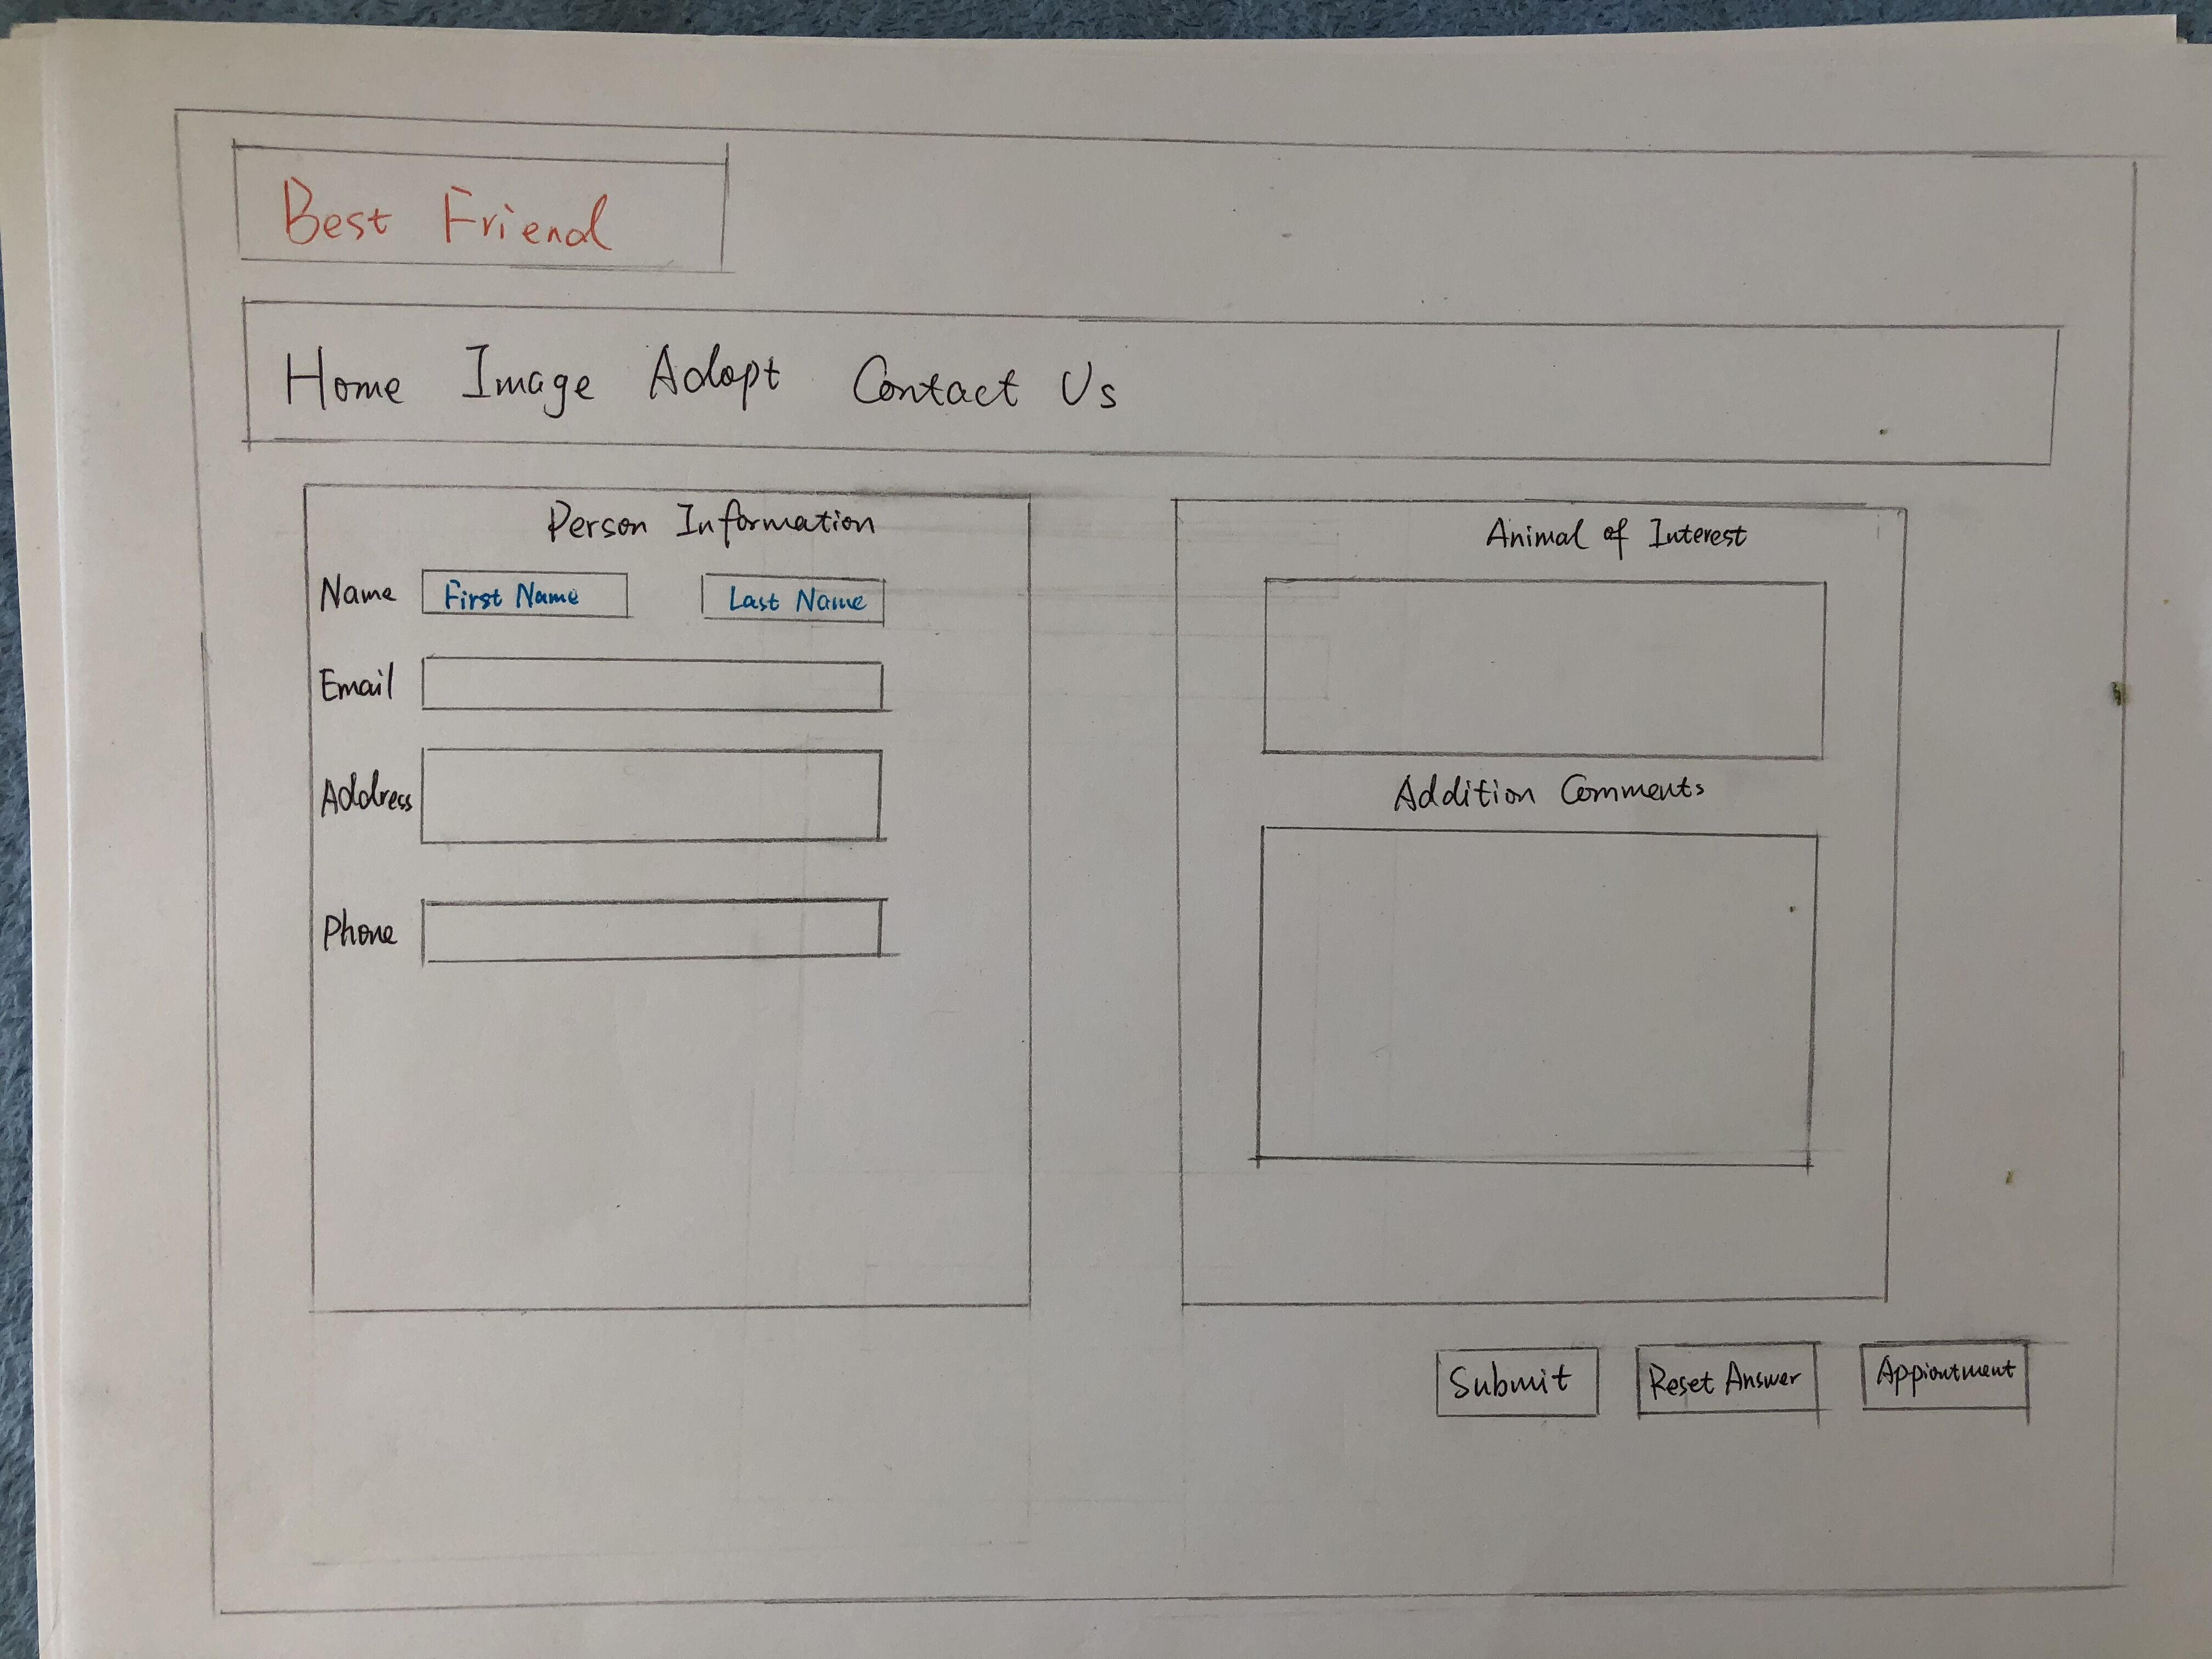 Best Friend
Home Image Adopt Contact Us
Person Information
Name First Name Last Name
Email
Address
Phone
Animal of Interest
Addition Comments
Submit Reset Answer Appiontment